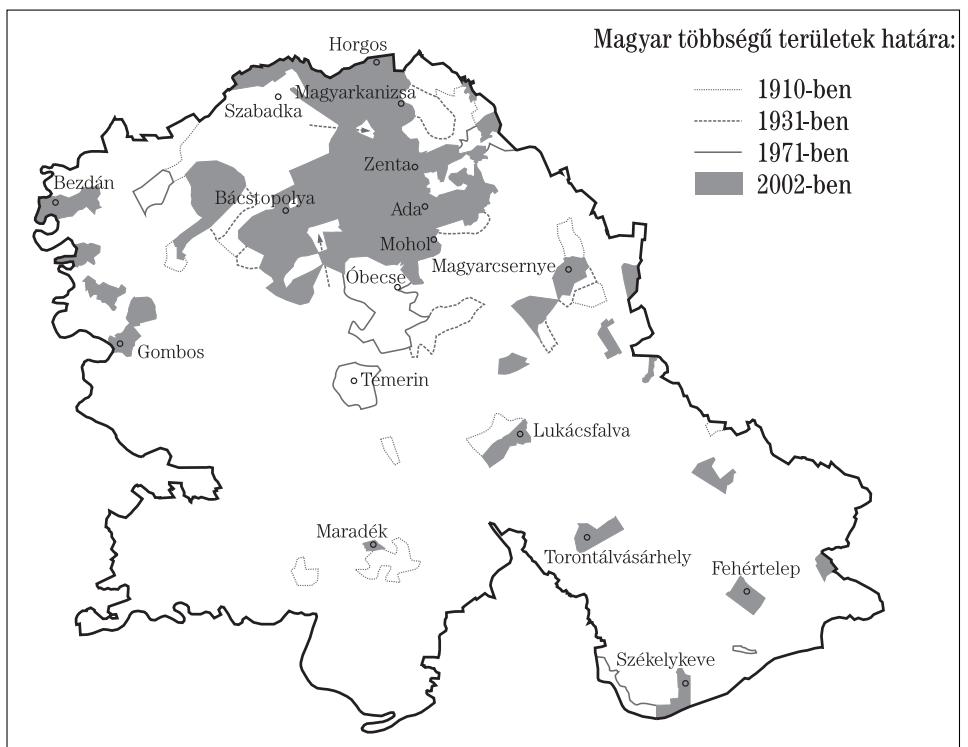 Magyar többségű területek határa:
1910-ben
1931-ben
1971-ben
2002-ben
Horgos
Magyarkanizsa
Szabadka
Zenta
Bezdán
Bácstopolya
Ada
Mohol
Magyarcsernye
Óbecse
Gombos
Temerin
Lukácsfalva
Maradék
Torontálvásárhely
Fehértelep
Székelykeve